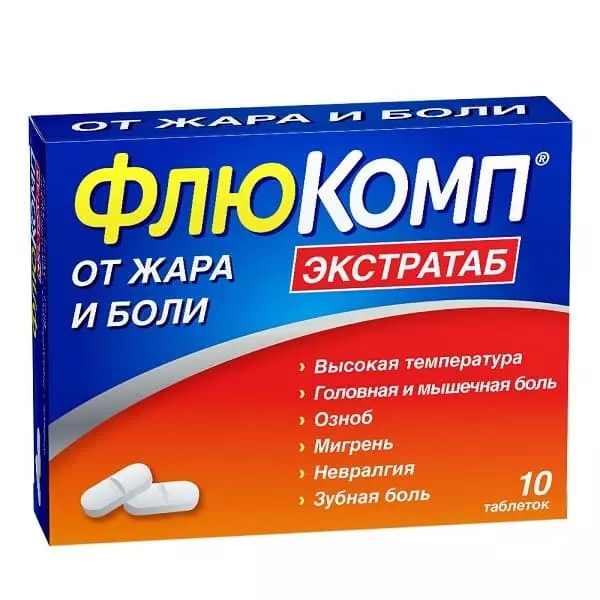 ОТ ЖАРА И БОЛИ
ФЛЮКОМП®
ЭКСТРАТАБ
ОТ ЖАРА
И БОЛИ
› Высокая температура
› Головная и мышечная боль
› Озноб
› Мигрень
› Невралгия
› Зубная боль
10
таблеток
ФЛЮКОМП